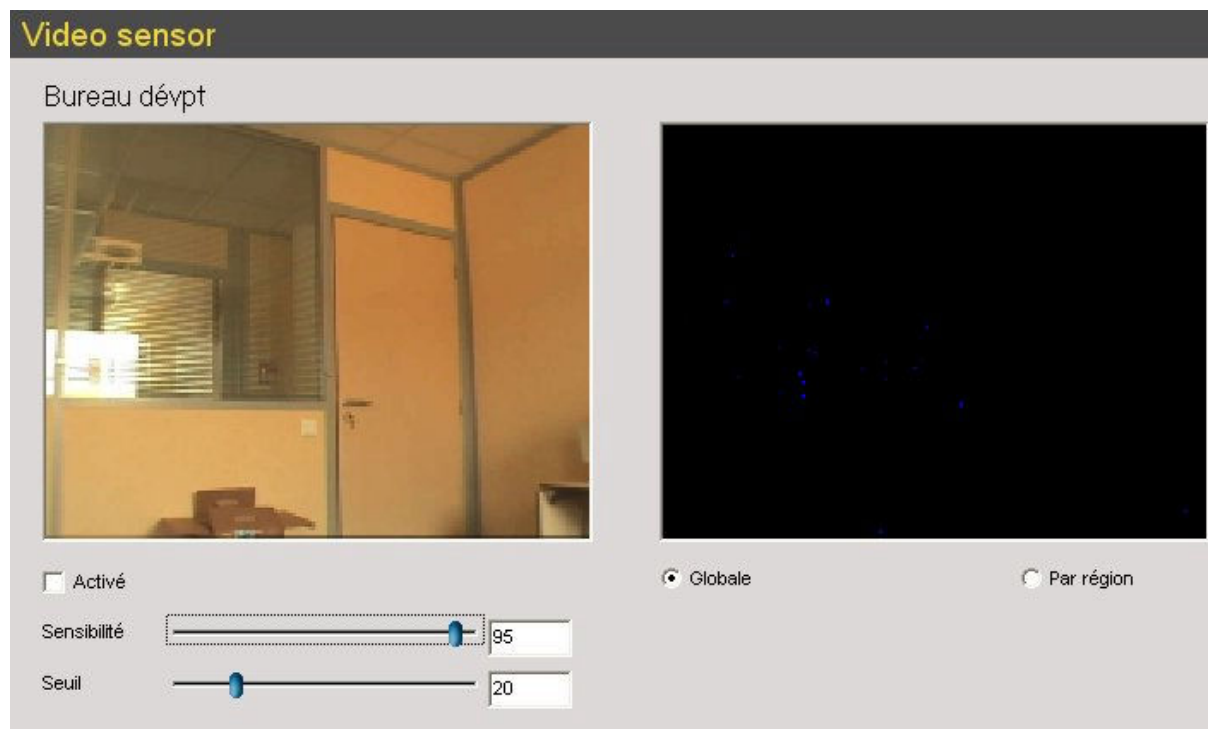 Video sensor
Bureau dévpt
Activé
Globale
Par région
Sensibilité
95
Seuil
20